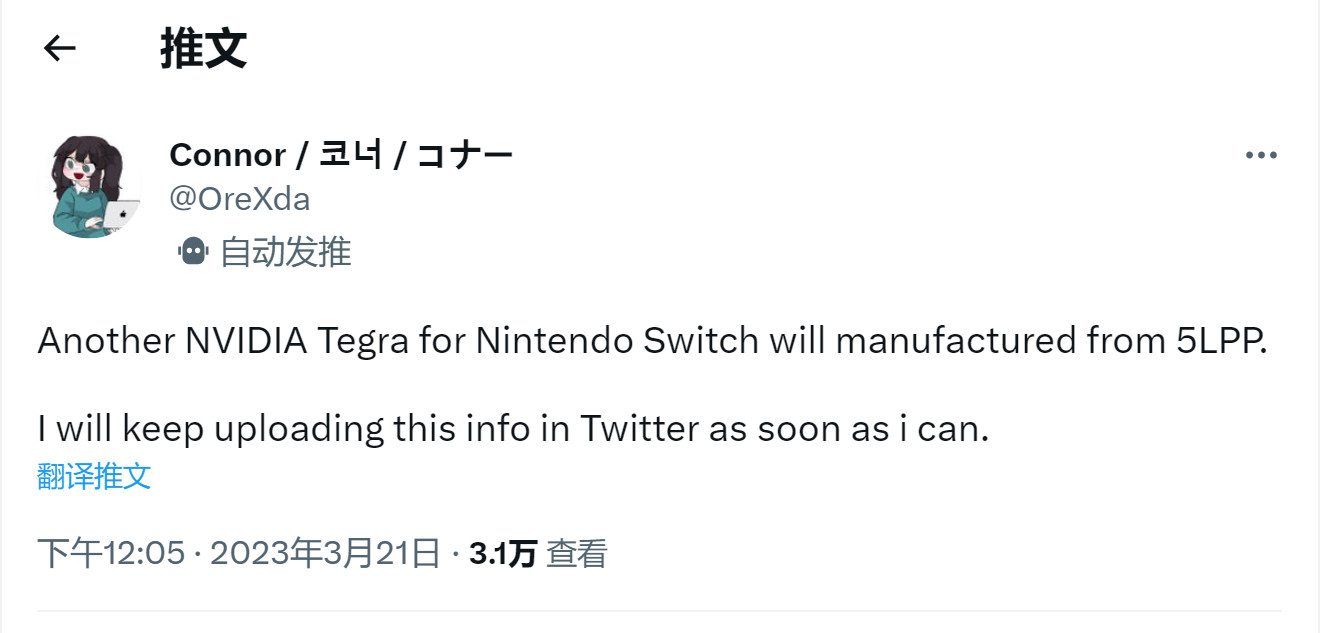 推文
Connor / 코너 / コナー
@OreXda
自动发推
Another NVIDIA Tegra for Nintendo Switch will manufactured from 5LPP.
I will keep uploading this info in Twitter as soon as i can.
翻译推文
下午12:05 · 2023年3月21日 · 3.1万 查看